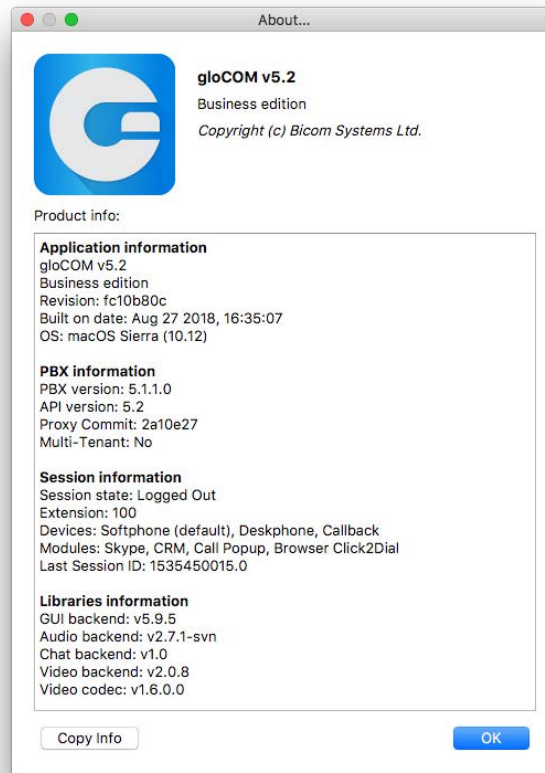 About...
gloCOM v5.2
Business edition
Copyright (c) Bicom Systems Ltd.
Product info:
Application information
gloCOM v5.2
Business edition
Revision: fc10b80c
Built on date: Aug 27 2018, 16:35:07
OS: macOS Sierra (10.12)
PBX information
PBX version: 5.1.1.0
API version: 5.2
Proxy Commit: 2a10e27
Multi-Tenant: No
Session information
Session state: Logged Out
Extension: 100
Devices: Softphone (default), Deskphone, Callback
Modules: Skype, CRM, Call Popup, Browser Click2Dial
Last Session ID: 1535450015.0
Libraries information
GUI backend: v5.9.5
Audio backend: v2.7.1-svn
Chat backend: v1.0
Video backend: v2.0.8
Video codec: v1.6.0.0
Copy Info
OK